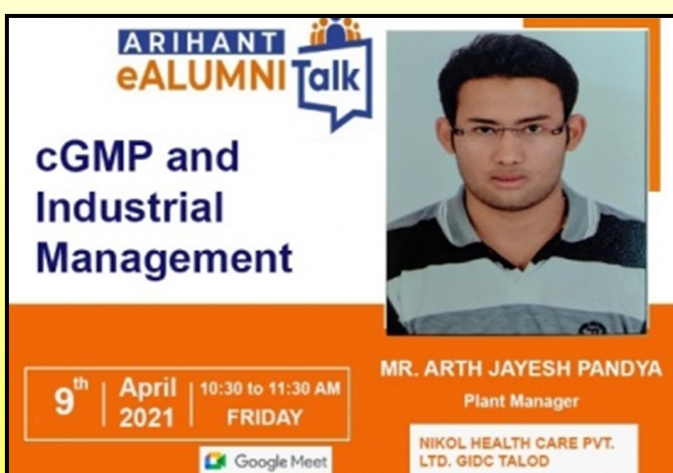 ARIHANT
eALUMNI Talk
cGMP and
Industrial
Management
9th | April 2021 | 10:30 to 11:30 AM FRIDAY
Google Meet
MR. ARTH JAYESH PANDYA
Plant Manager
NIKOL HEALTH CARE PVT.
LTD. GIDC TALOD